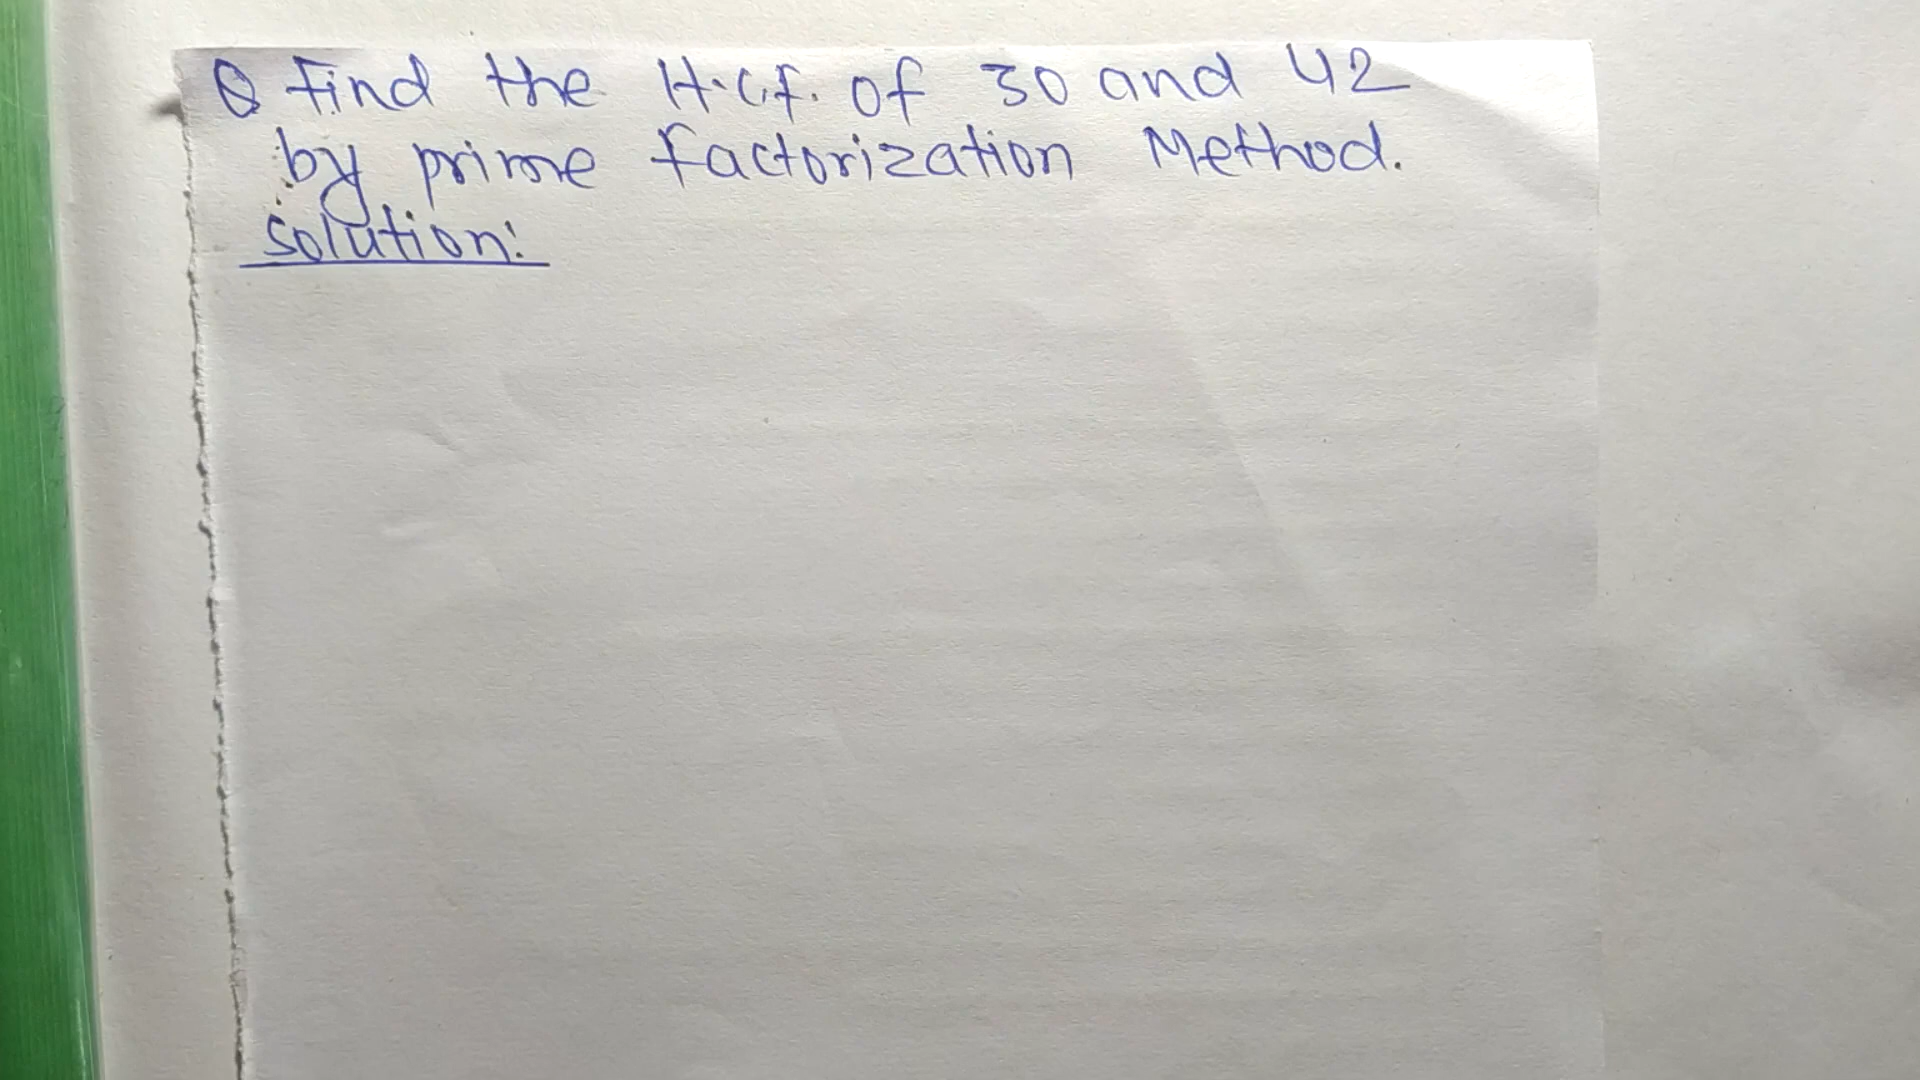 Q Find the H.C.F. of 30 and 42
by prime factorization Method.
Solution: